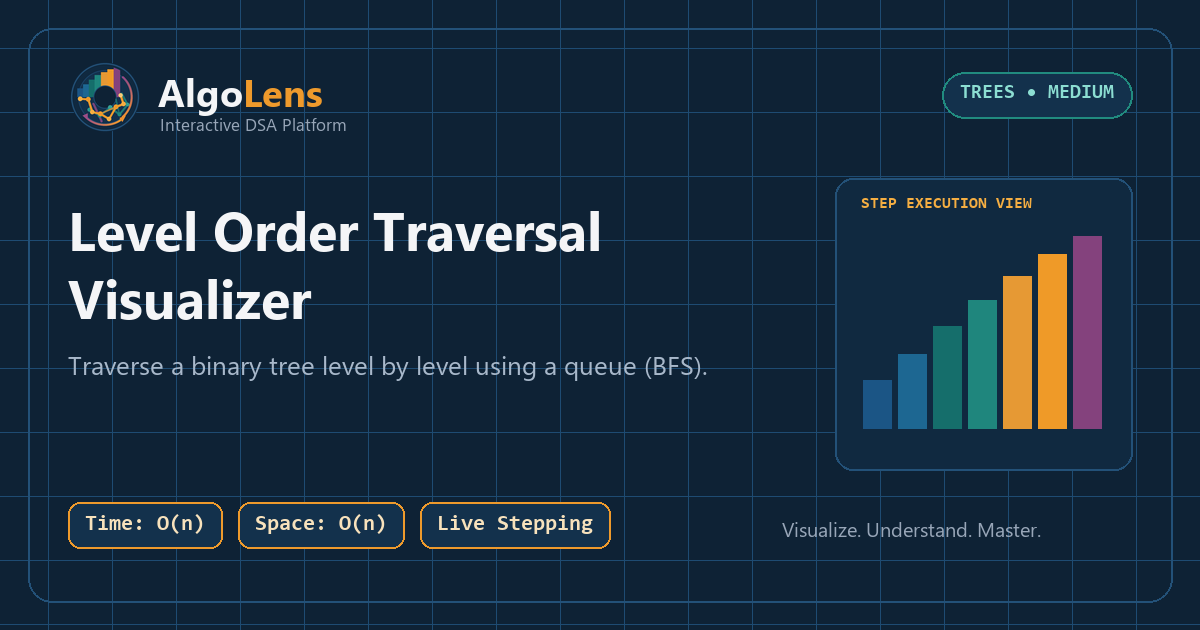 AlgoLens
Interactive DSA Platform
TREES • MEDIUM
STEP EXECUTION VIEW
Level Order Traversal
Visualizer
Traverse a binary tree level by level using a queue (BFS).
Time: O(n)
Space: O(n)
Live Stepping
Visualize. Understand. Master.